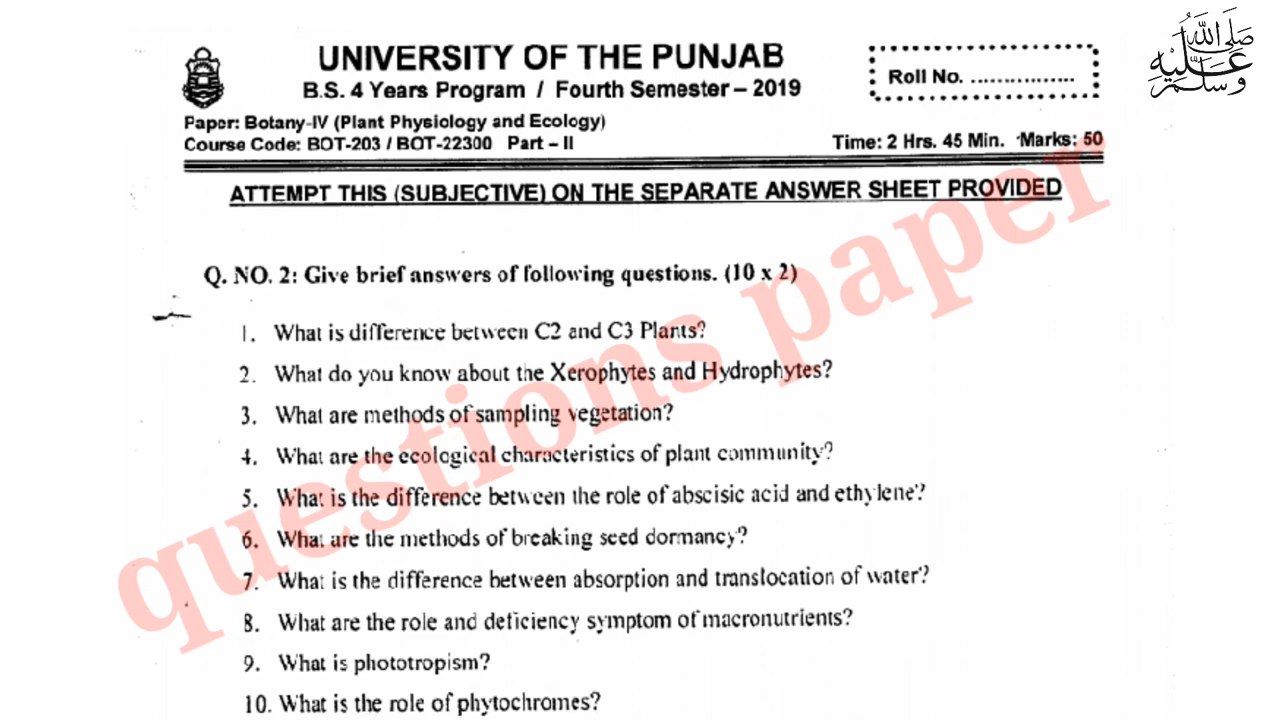 صلى الله
عليه
وسلم
UNIVERSITY OF THE PUNJAB
B.S. 4 Years Program / Fourth Semester – 2019
Roll No. ................
Paper: Botany-IV (Plant Physiology and Ecology)
Course Code: BOT-203 / BOT-22300 Part – II
Time: 2 Hrs. 45 Min. Marks: 50
ATTEMPT THIS (SUBJECTIVE) ON THE SEPARATE ANSWER SHEET PROVIDED
questions paper
Q. NO. 2: Give brief answers of following questions. (10 x 2)
1. What is difference between C2 and C3 Plants?
2. What do you know about the Xerophytes and Hydrophytes?
3. What are methods of sampling vegetation?
4. What are the ecological characteristics of plant community?
5. What is the difference between the role of abscisic acid and ethylene?
6. What are the methods of breaking seed dormancy?
7. What is the difference between absorption and translocation of water?
8. What are the role and deficiency symptom of macronutrients?
9. What is phototropism?
10. What is the role of phytochromes?